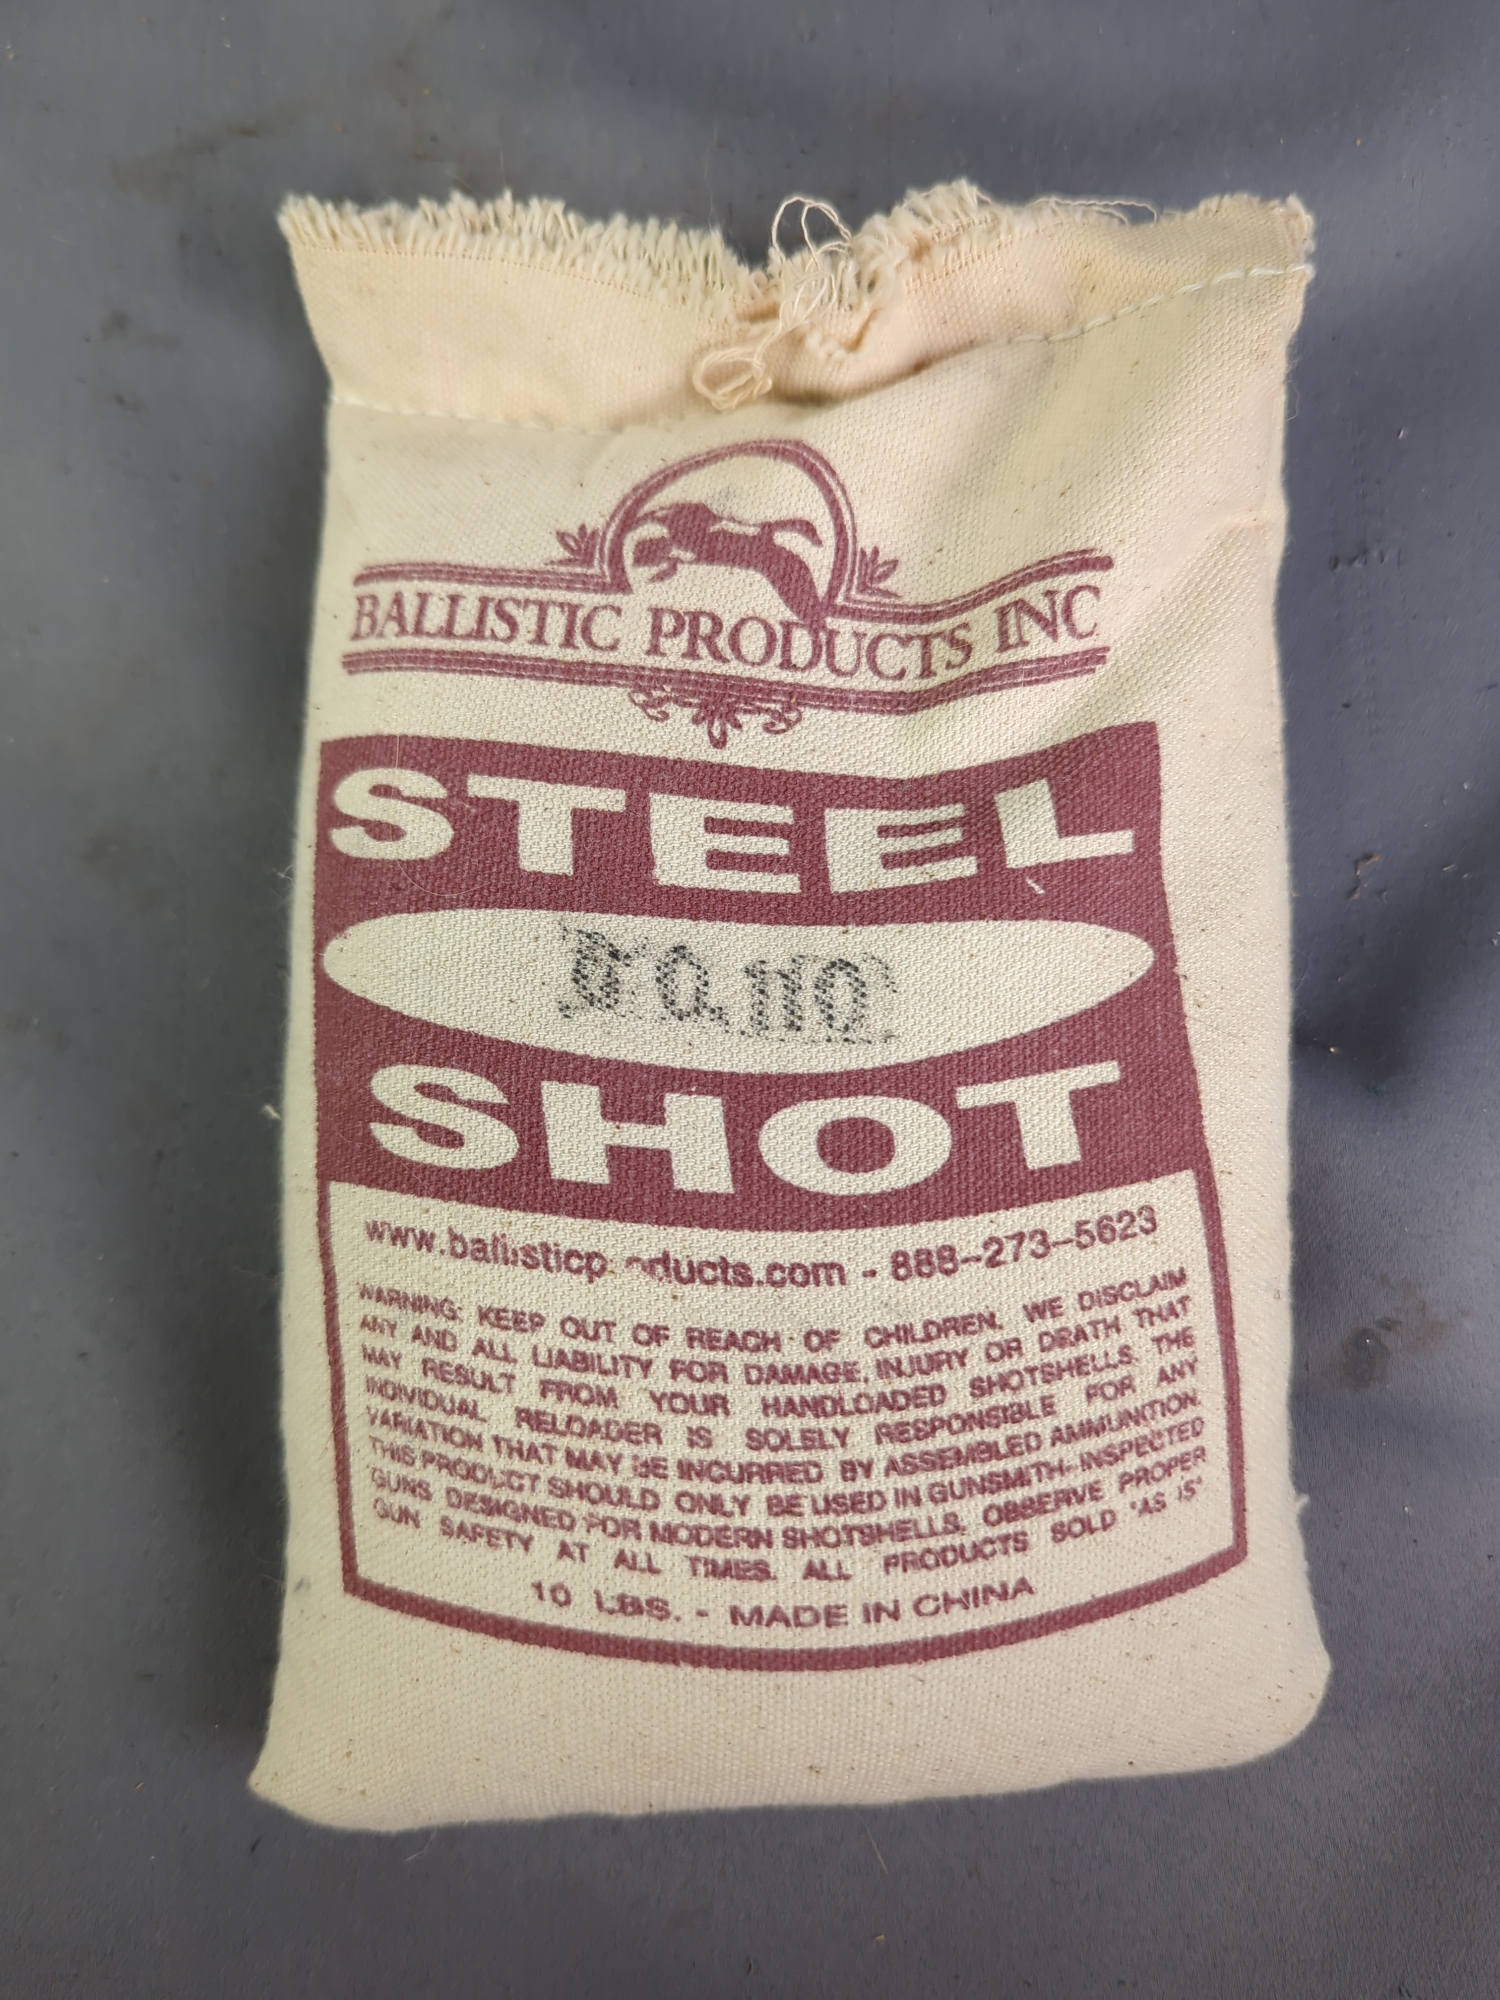 BALLISTIC PRODUCTS INC
STEEL
SHOT
www.ballisticproducts.com - 888-273-5623
WARNING: KEEP OUT OF REACH OF CHILDREN. WE DISCLAIM
ANY AND ALL LIABILITY FOR DAMAGE, INJURY OR DEATH THAT
MAY RESULT FROM YOUR HANDLOADED SHOTSHELLS. THE
INDIVIDUAL RELOADER IS SOLELY RESPONSIBLE FOR ANY
VARIATION THAT MAY BE INCURRED BY ASSEMBLED AMMUNITION.
THIS PRODUCT SHOULD ONLY BE USED IN GUNSMITH-INSPECTED
GUNS DESIGNED FOR MODERN SHOTSHELLS. OBSERVE PROPER
GUN SAFETY AT ALL TIMES. ALL PRODUCTS SOLD "AS IS"
10 LBS. - MADE IN CHINA